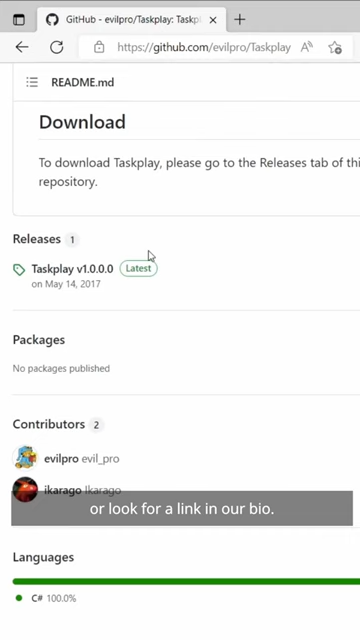 GitHub - evilpro/Taskplay: Taskpl
https://github.com/evilpro/Taskplay
README.md
Download
To download Taskplay, please go to the Releases tab of thi
repository.
Releases 1
Taskplay v1.0.0.0 Latest
on May 14, 2017
Packages
No packages published
Contributors 2
evilpro evil_pro
ikarago Ikarago
or look for a link in our bio.
Languages
C# 100.0%